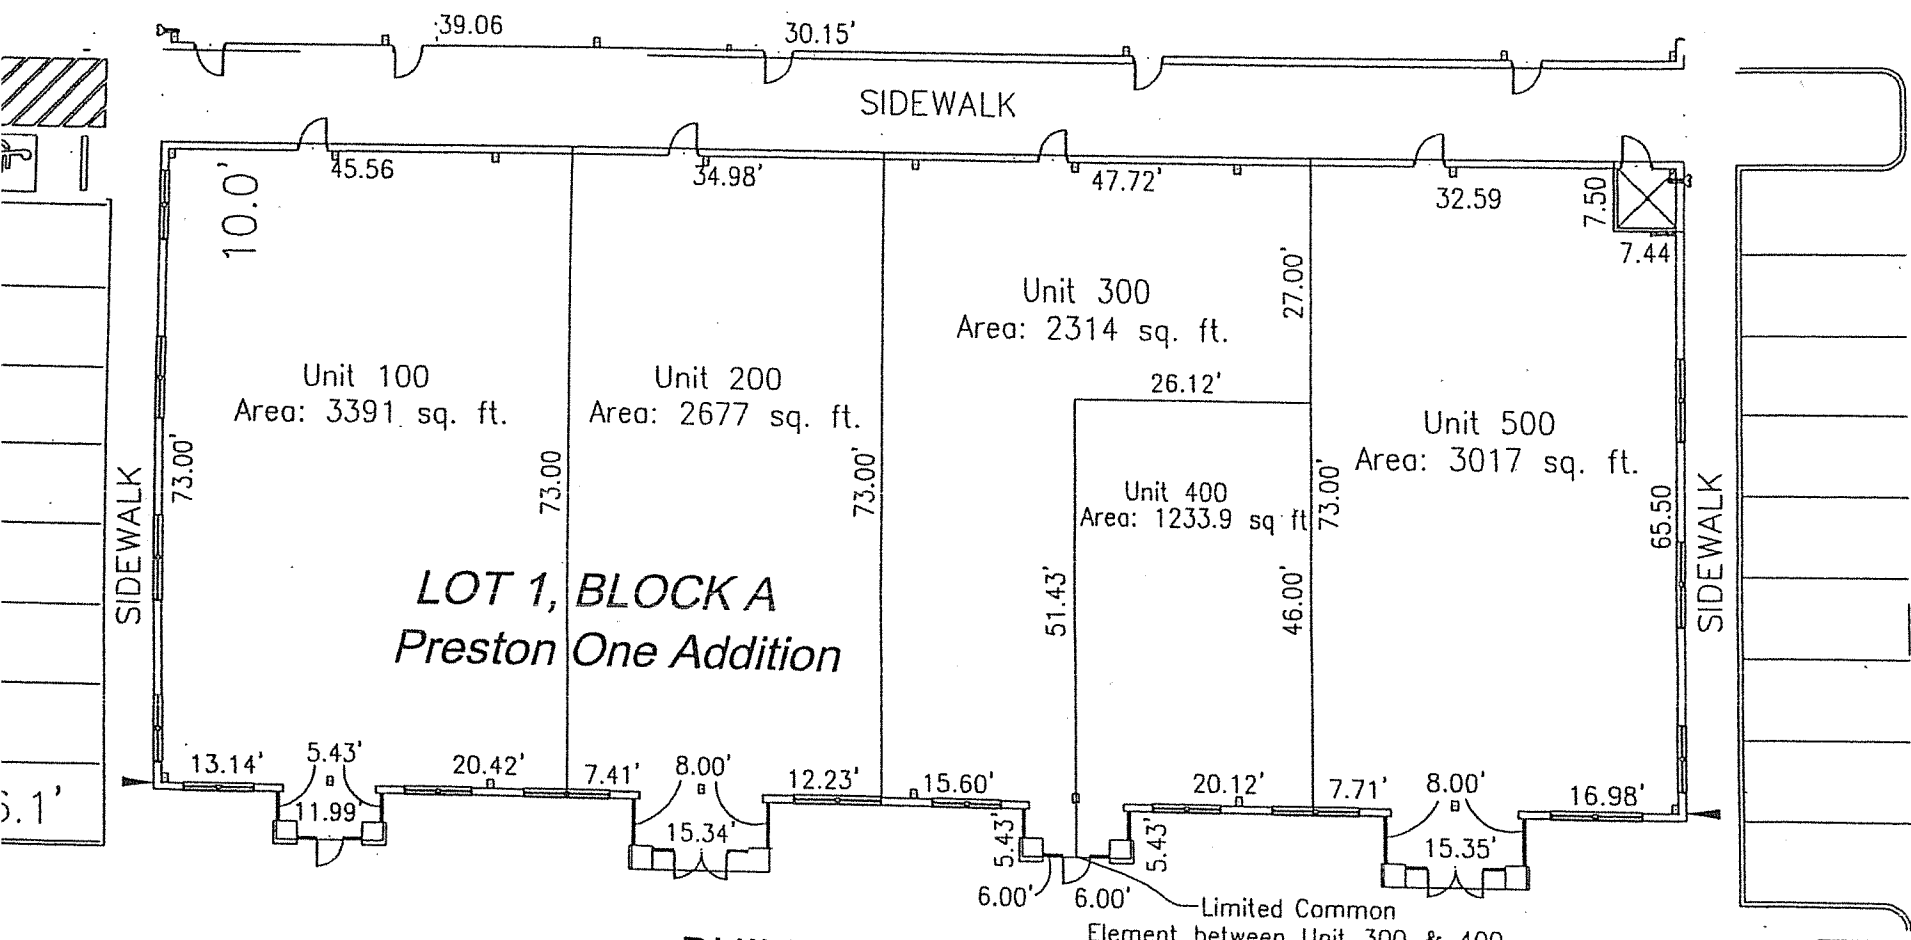 39.06
30.15'
SIDEWALK
45.56
34.98'
47.72'
32.59
10.0'
7.50
7.44
27.00'
Unit 300
Area: 2314 sq. ft.
Unit 100
Area: 3391 sq. ft.
Unit 200
Area: 2677 sq. ft.
26.12'
Unit 500
Area: 3017 sq. ft.
Unit 400
Area: 1233.9 sq ft
73.00'
73.00
73.00'
73.00'
65.50
SIDEWALK
SIDEWALK
51.43'
46.00'
LOT 1, BLOCK A
Preston One Addition
13.14'
5.43'
20.42'
7.41'
8.00'
12.23'
15.60'
20.12'
7.71'
8.00'
16.98'
11.99'
15.34'
5.43'
5.43'
15.35'
6.00'
6.00'
Limited Common
Element between Unit 300 & 400